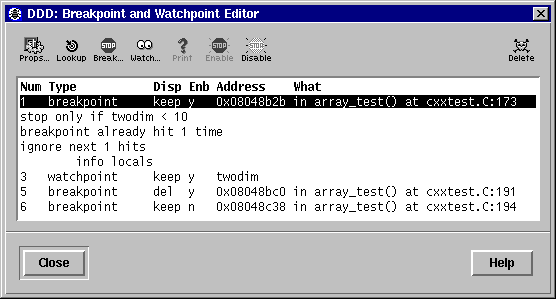 DDD: Breakpoint and Watchpoint Editor
Props... Lookup Break... Watch... Print Enable Disable Delete
Num Type Disp Enb Address What
1 breakpoint keep y 0x08048b2b in array_test() at cxxtest.C:173
stop only if twodim < 10
breakpoint already hit 1 time
ignore next 1 hits
info locals
3 watchpoint keep y twodim
5 breakpoint del y 0x08048bc0 in array_test() at cxxtest.C:191
6 breakpoint keep n 0x08048c38 in array_test() at cxxtest.C:194
Close Help